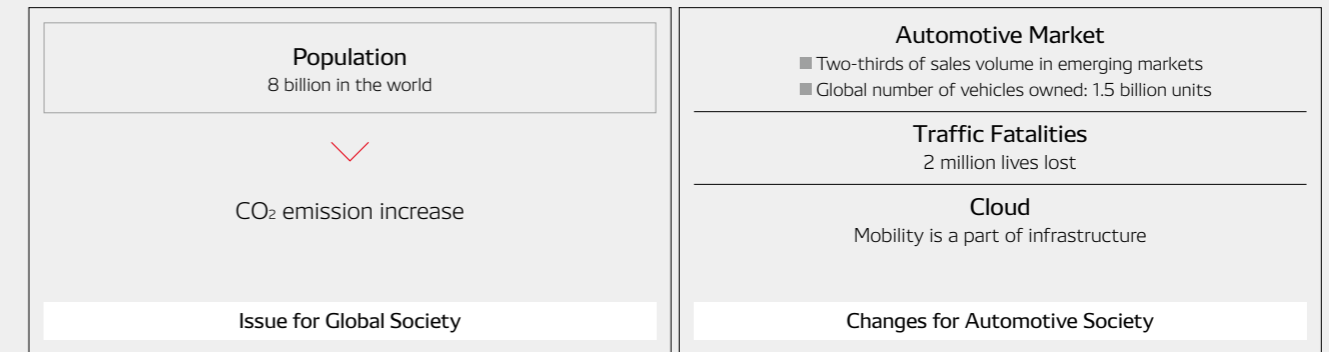 Population
8 billion in the world
CO₂ emission increase
Issue for Global Society
Automotive Market
■ Two-thirds of sales volume in emerging markets
■ Global number of vehicles owned: 1.5 billion units
Traffic Fatalities
2 million lives lost
Cloud
Mobility is a part of infrastructure
Changes for Automotive Society